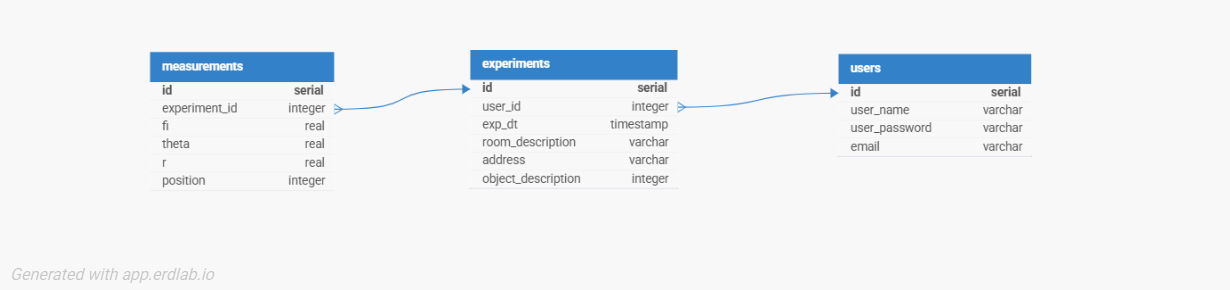 measurements
id serial
experiment_id integer
fi real
theta real
r real
position integer
experiments
id serial
user_id integer
exp_dt timestamp
room_description varchar
address varchar
object_description integer
users
id serial
user_name varchar
user_password varchar
email varchar
Generated with app.erdlab.io